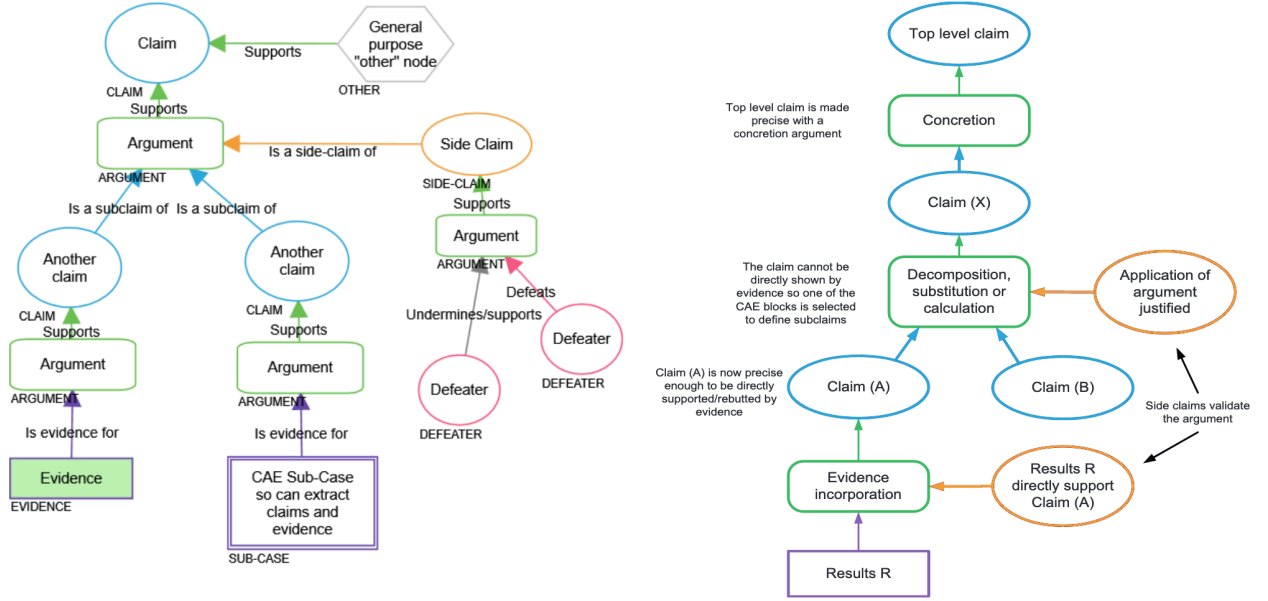 Claim
General
purpose
"other" node
Supports
OTHER
CLAIM
Supports
Argument
Is a side-claim of
Side Claim
ARGUMENT
SIDE-CLAIM
Is a subclaim of
Is a subclaim of
Supports
Argument
ARGUMENT
Another
claim
Another
claim
Defeats
Undermines/supports
CLAIM
Supports
CLAIM
Supports
Defeater
DEFEATER
Argument
ARGUMENT
Argument
ARGUMENT
Defeater
DEFEATER
Is evidence for
Is evidence for
Evidence
EVIDENCE
CAE Sub-Case
so can extract
claims and
evidence
SUB-CASE
Top level claim
Top level claim is made
precise with a
concretion argument
Concretion
Claim (X)
The claim cannot be
directly shown by
evidence so one of the
CAE blocks is selected
to define subclaims
Decomposition,
substitution or
calculation
Application of
argument
justified
Claim (A) is now precise
enough to be directly
supported/rebutted by
evidence
Claim (A)
Claim (B)
Side claims validate
the argument
Evidence
incorporation
Results R
directly support
Claim (A)
Results R